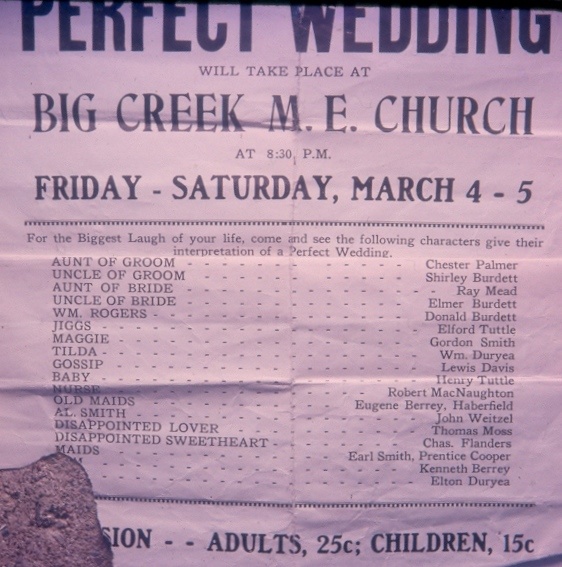 PERFECT WEDDING
WILL TAKE PLACE AT
BIG CREEK M. E. CHURCH
AT 8:30, P.M.
FRIDAY - SATURDAY, MARCH 4 - 5
For the Biggest Laugh of your life, come and see the following characters give their
interpretation of a Perfect Wedding.
AUNT OF GROOM - - - Chester Palmer
UNCLE OF GROOM - - - Shirley Burdett
AUNT OF BRIDE - - - Ray Mead
UNCLE OF BRIDE - - - Elmer Burdett
WM. ROGERS - - - Donald Burdett
JIGGS - - - Elford Tuttle
MAGGIE - - - Gordon Smith
TILDA - - - Wm. Duryea
GOSSIP - - - Lewis Davis
BABY - - - Henry Tuttle
NURSE - - - Robert MacNaughton
OLD MAIDS - - - Eugene Berrey, Haberfield
AL. SMITH - - - John Weitzel
DISAPPOINTED LOVER - - - Thomas Moss
DISAPPOINTED SWEETHEART - - - Chas. Flanders
MAIDS - - - Earl Smith, Prentice Cooper
- - - Kenneth Berrey
- - - Elton Duryea
SION - - ADULTS, 25c; CHILDREN, 15c